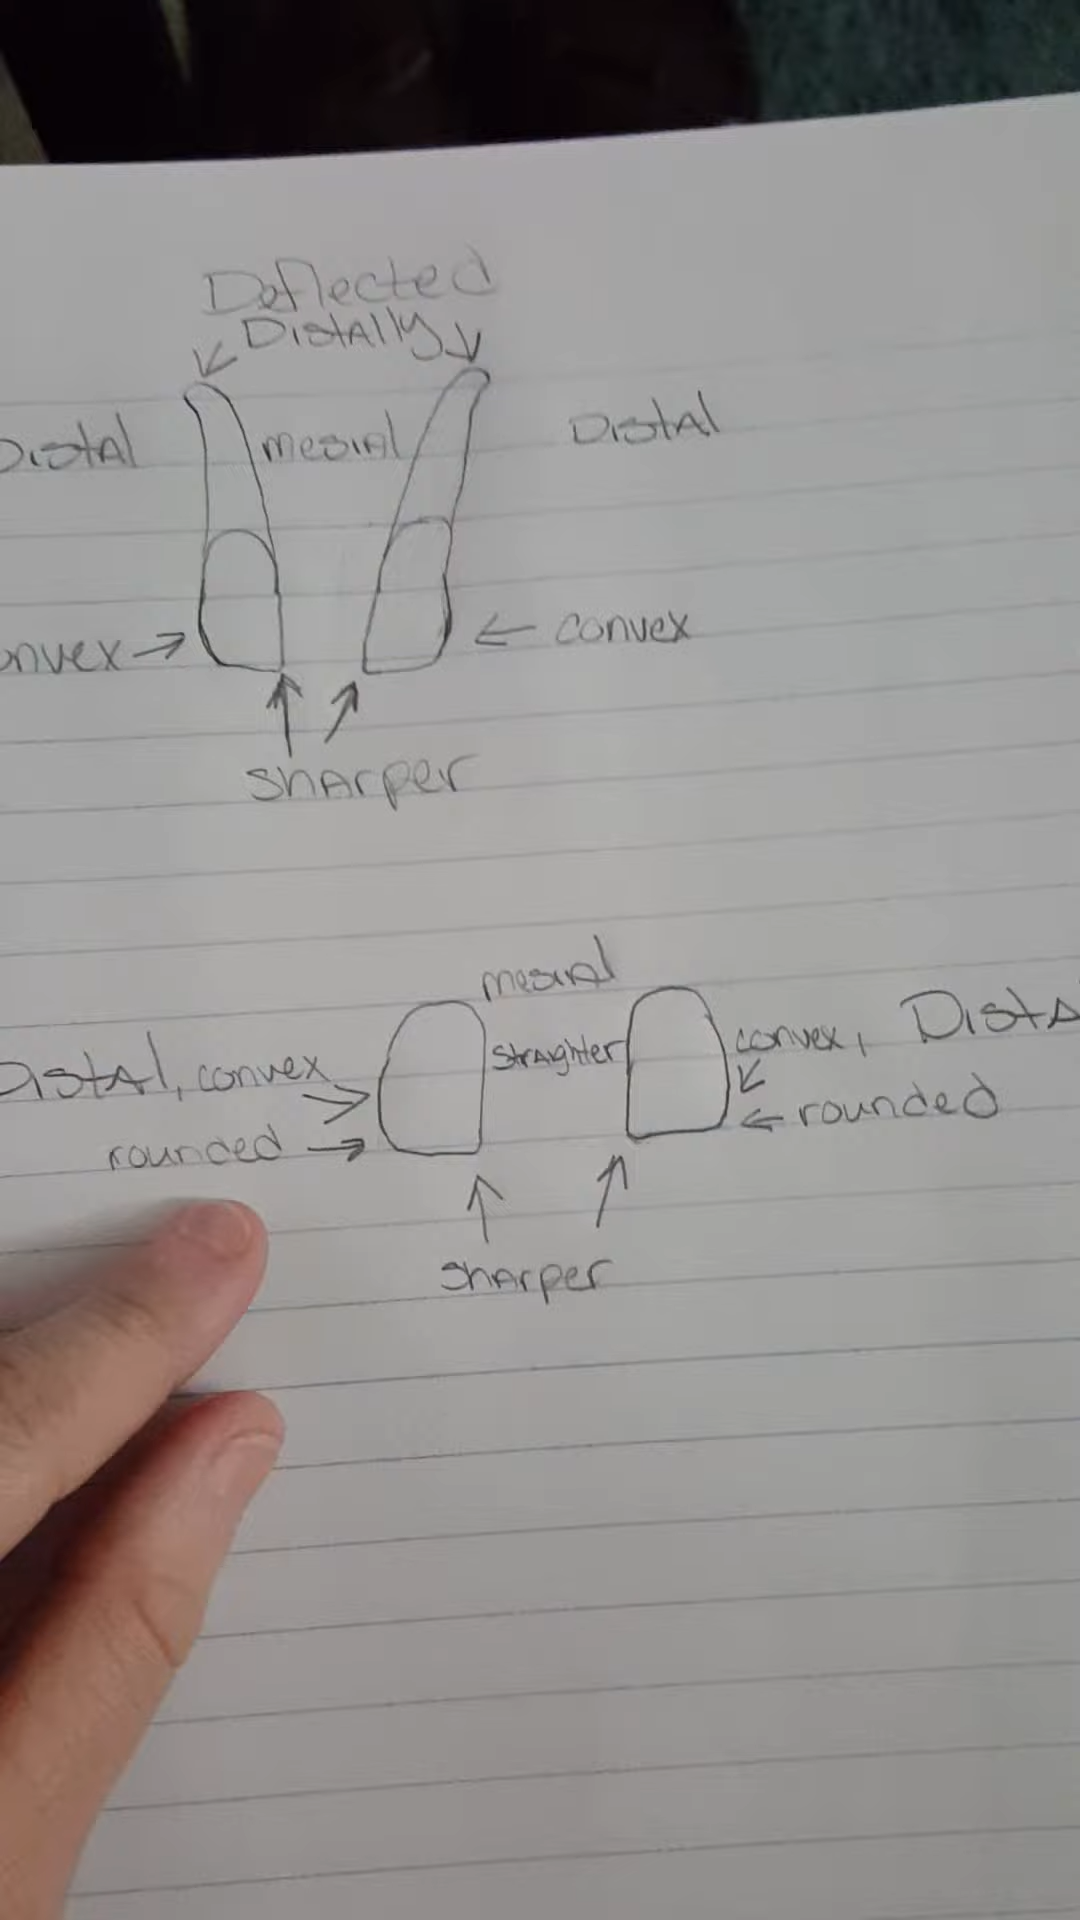 Deflected
Distally
Distal mesial Distal
onvex convex
sharper
mesial
Distal, convex straighter convex, Dista
rounded rounded
sharper